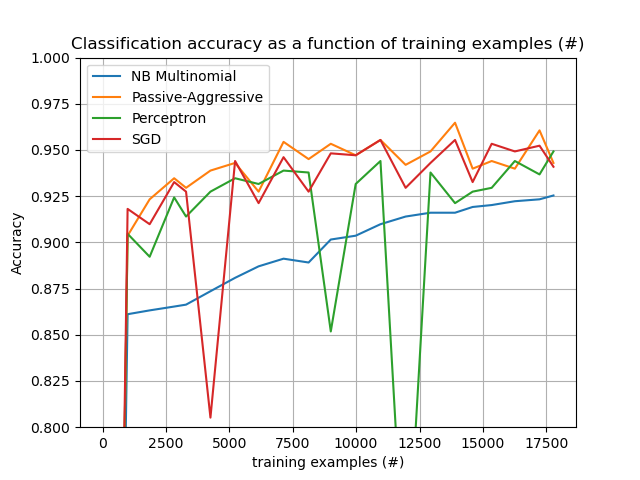 Classification accuracy as a function of training examples (#)
1.000
0.975
0.950
0.925
0.900
0.875
0.850
0.825
0.800
Accuracy
NB Multinomial
Passive-Aggressive
Perceptron
SGD
0
2500
5000
7500
10000
12500
15000
17500
training examples (#)